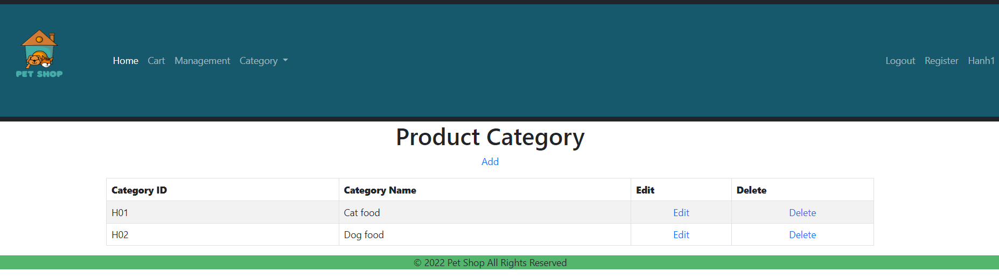 PET SHOP
Home Cart Management Category Logout Register Hanh1
Product Category
Add
Category ID Category Name Edit Delete
H01 Cat food Edit Delete
H02 Dog food Edit Delete
© 2022 Pet Shop All Rights Reserved